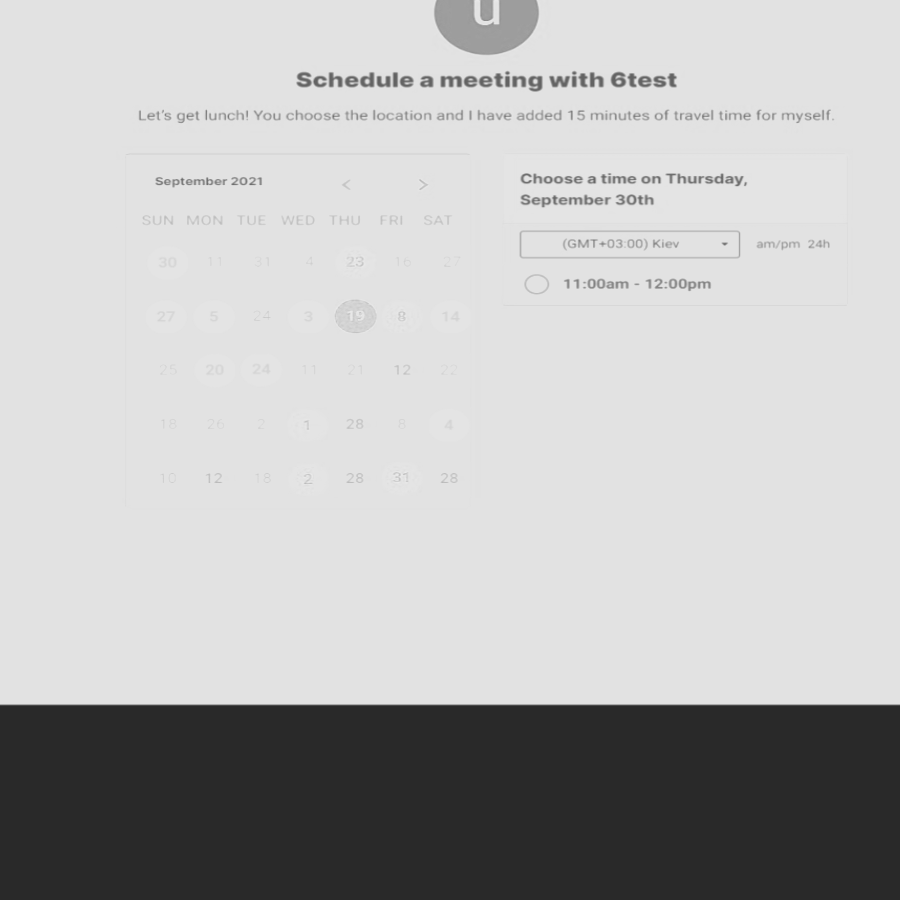 u
Schedule a meeting with 6test
Let's get lunch! You choose the location and I have added 15 minutes of travel time for myself.
September 2021 < >
SUN MON TUE WED THU FRI SAT
30 11 31 4 23 16 27
27 5 24 3 19 8 14
25 20 24 11 21 12 22
18 26 2 1 28 8 4
10 12 18 2 28 31 28
Choose a time on Thursday,
September 30th
(GMT+03:00) Kiev am/pm 24h
11:00am - 12:00pm